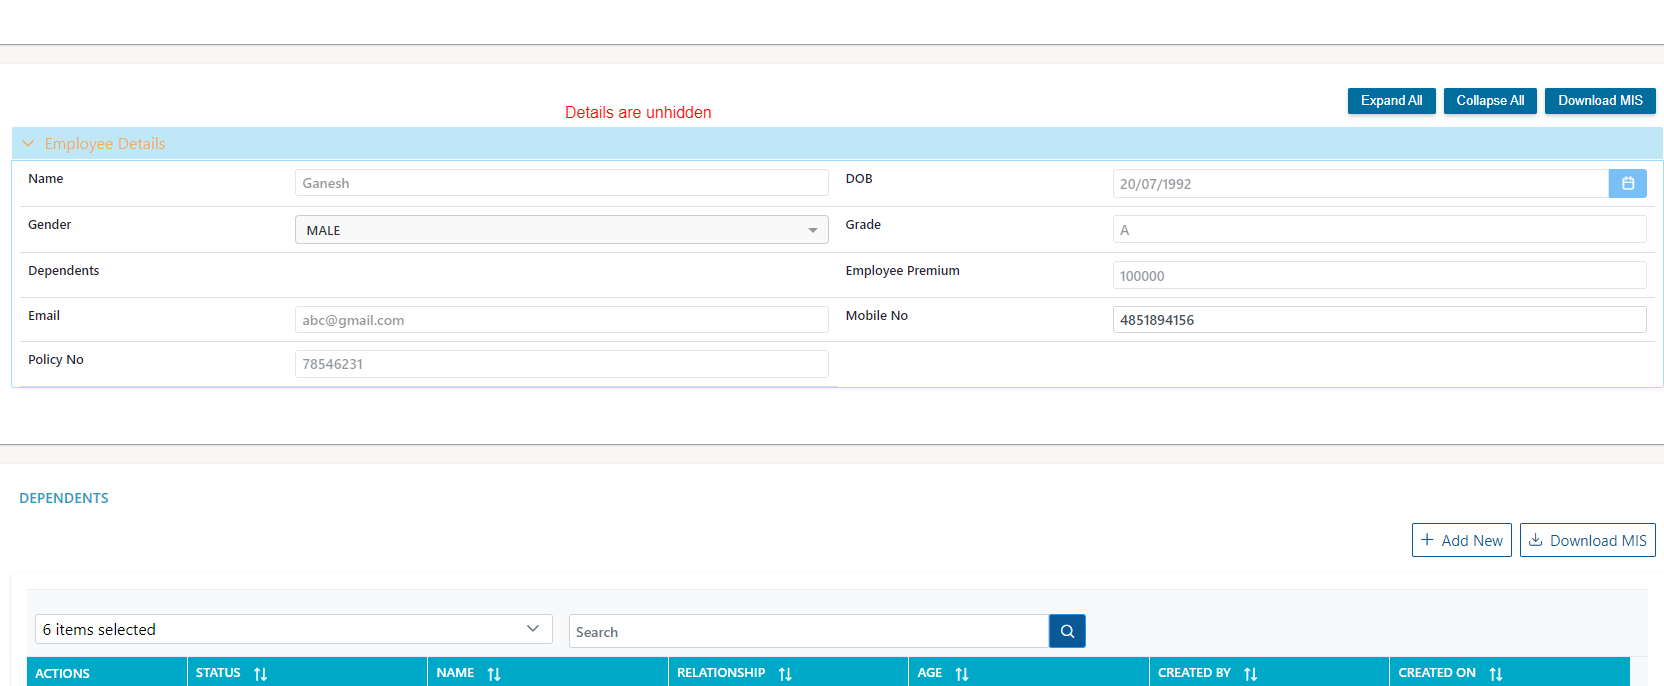 Expand All Collapse All Download MIS
Details are unhidden
Employee Details
Name Ganesh DOB 20/07/1992
Gender MALE Grade A
Dependents Employee Premium 100000
Email abc@gmail.com Mobile No 4851894156
Policy No 78546231
DEPENDENTS
Add New Download MIS
6 items selected Search
ACTIONS STATUS NAME RELATIONSHIP AGE CREATED BY CREATED ON